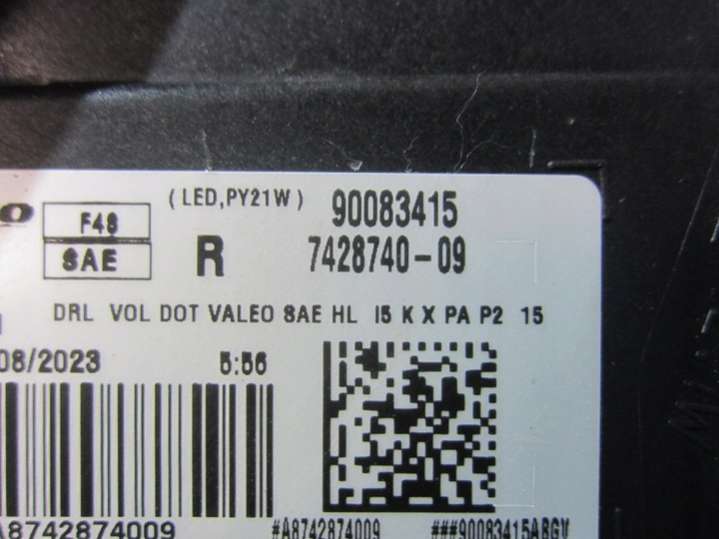 (LED,PY21W) 90083415
F48
SAE R 7428740-09
DRL VOL DOT VALEO SAE HL I5 K X PA P2 15
08/2023 5:56
A8742874009 #A8742874009 ###90083415ABGV